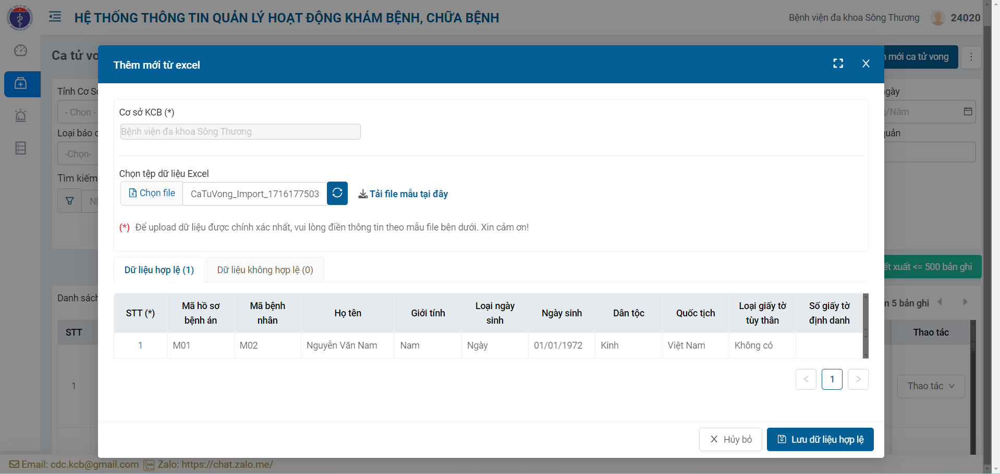 HỆ THỐNG THÔNG TIN QUẢN LÝ HOẠT ĐỘNG KHÁM BỆNH, CHỮA BỆNH
Bệnh viện đa khoa Sông Thương
24020
Ca tử vo
mới ca tử vong
Thêm mới từ excel
Tỉnh Cơ Sở
- Chọn -
gày
/Năm
Loại báo c
-Chọn-
uản
Tìm kiếm
Cơ sở KCB (*)
Bệnh viện đa khoa Sông Thương
Chọn tệp dữ liệu Excel
Chọn file
CaTuVong_Import_1716177503
Tải file mẫu tại đây
(*) Để upload dữ liệu được chính xác nhất, vui lòng điền thông tin theo mẫu file bên dưới. Xin cảm ơn!
Dữ liệu hợp lệ (1)
Dữ liệu không hợp lệ (0)
ết xuất <= 500 bản ghi
Danh sách
n 5 bản ghi
STT (*)
Mã hồ sơ
bệnh án
Mã bệnh
nhân
Họ tên
Giới tính
Loại ngày
sinh
Ngày sinh
Dân tộc
Quốc tịch
Loại giấy tờ
tùy thân
Số giấy tờ
định danh
1
M01
M02
Nguyễn Văn Nam
Nam
Ngày
01/01/1972
Kinh
Việt Nam
Không có
STT
Thao tác
1
1
Thao tác
Hủy bỏ
Lưu dữ liệu hợp lệ
Email: cdc.kcb@gmail.com
Zalo: https://chat.zalo.me/